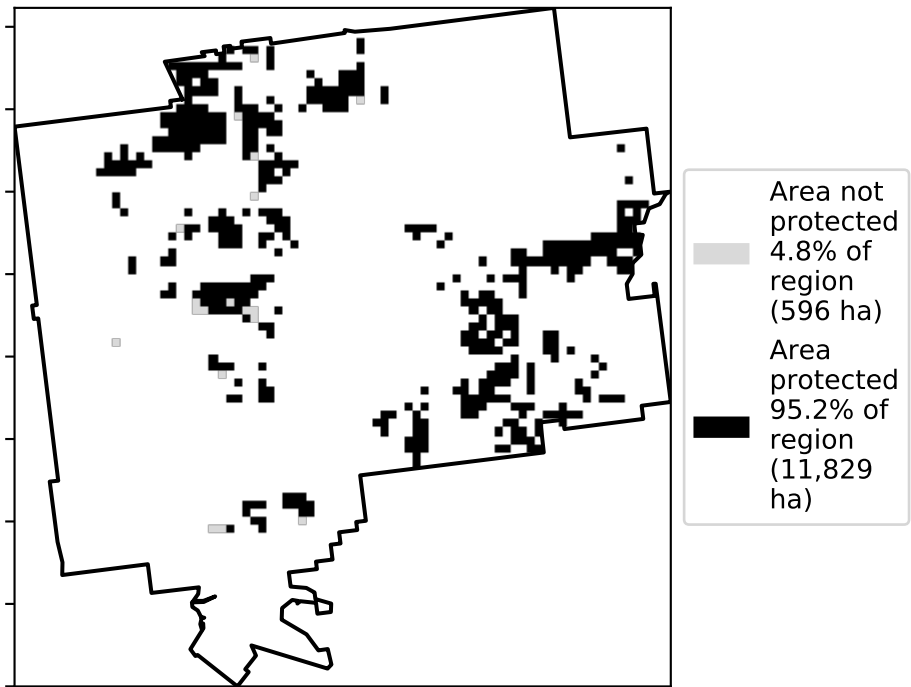 Area not
protected
4.8% of
region
(596 ha)
Area
protected
95.2% of
region
(11,829
ha)